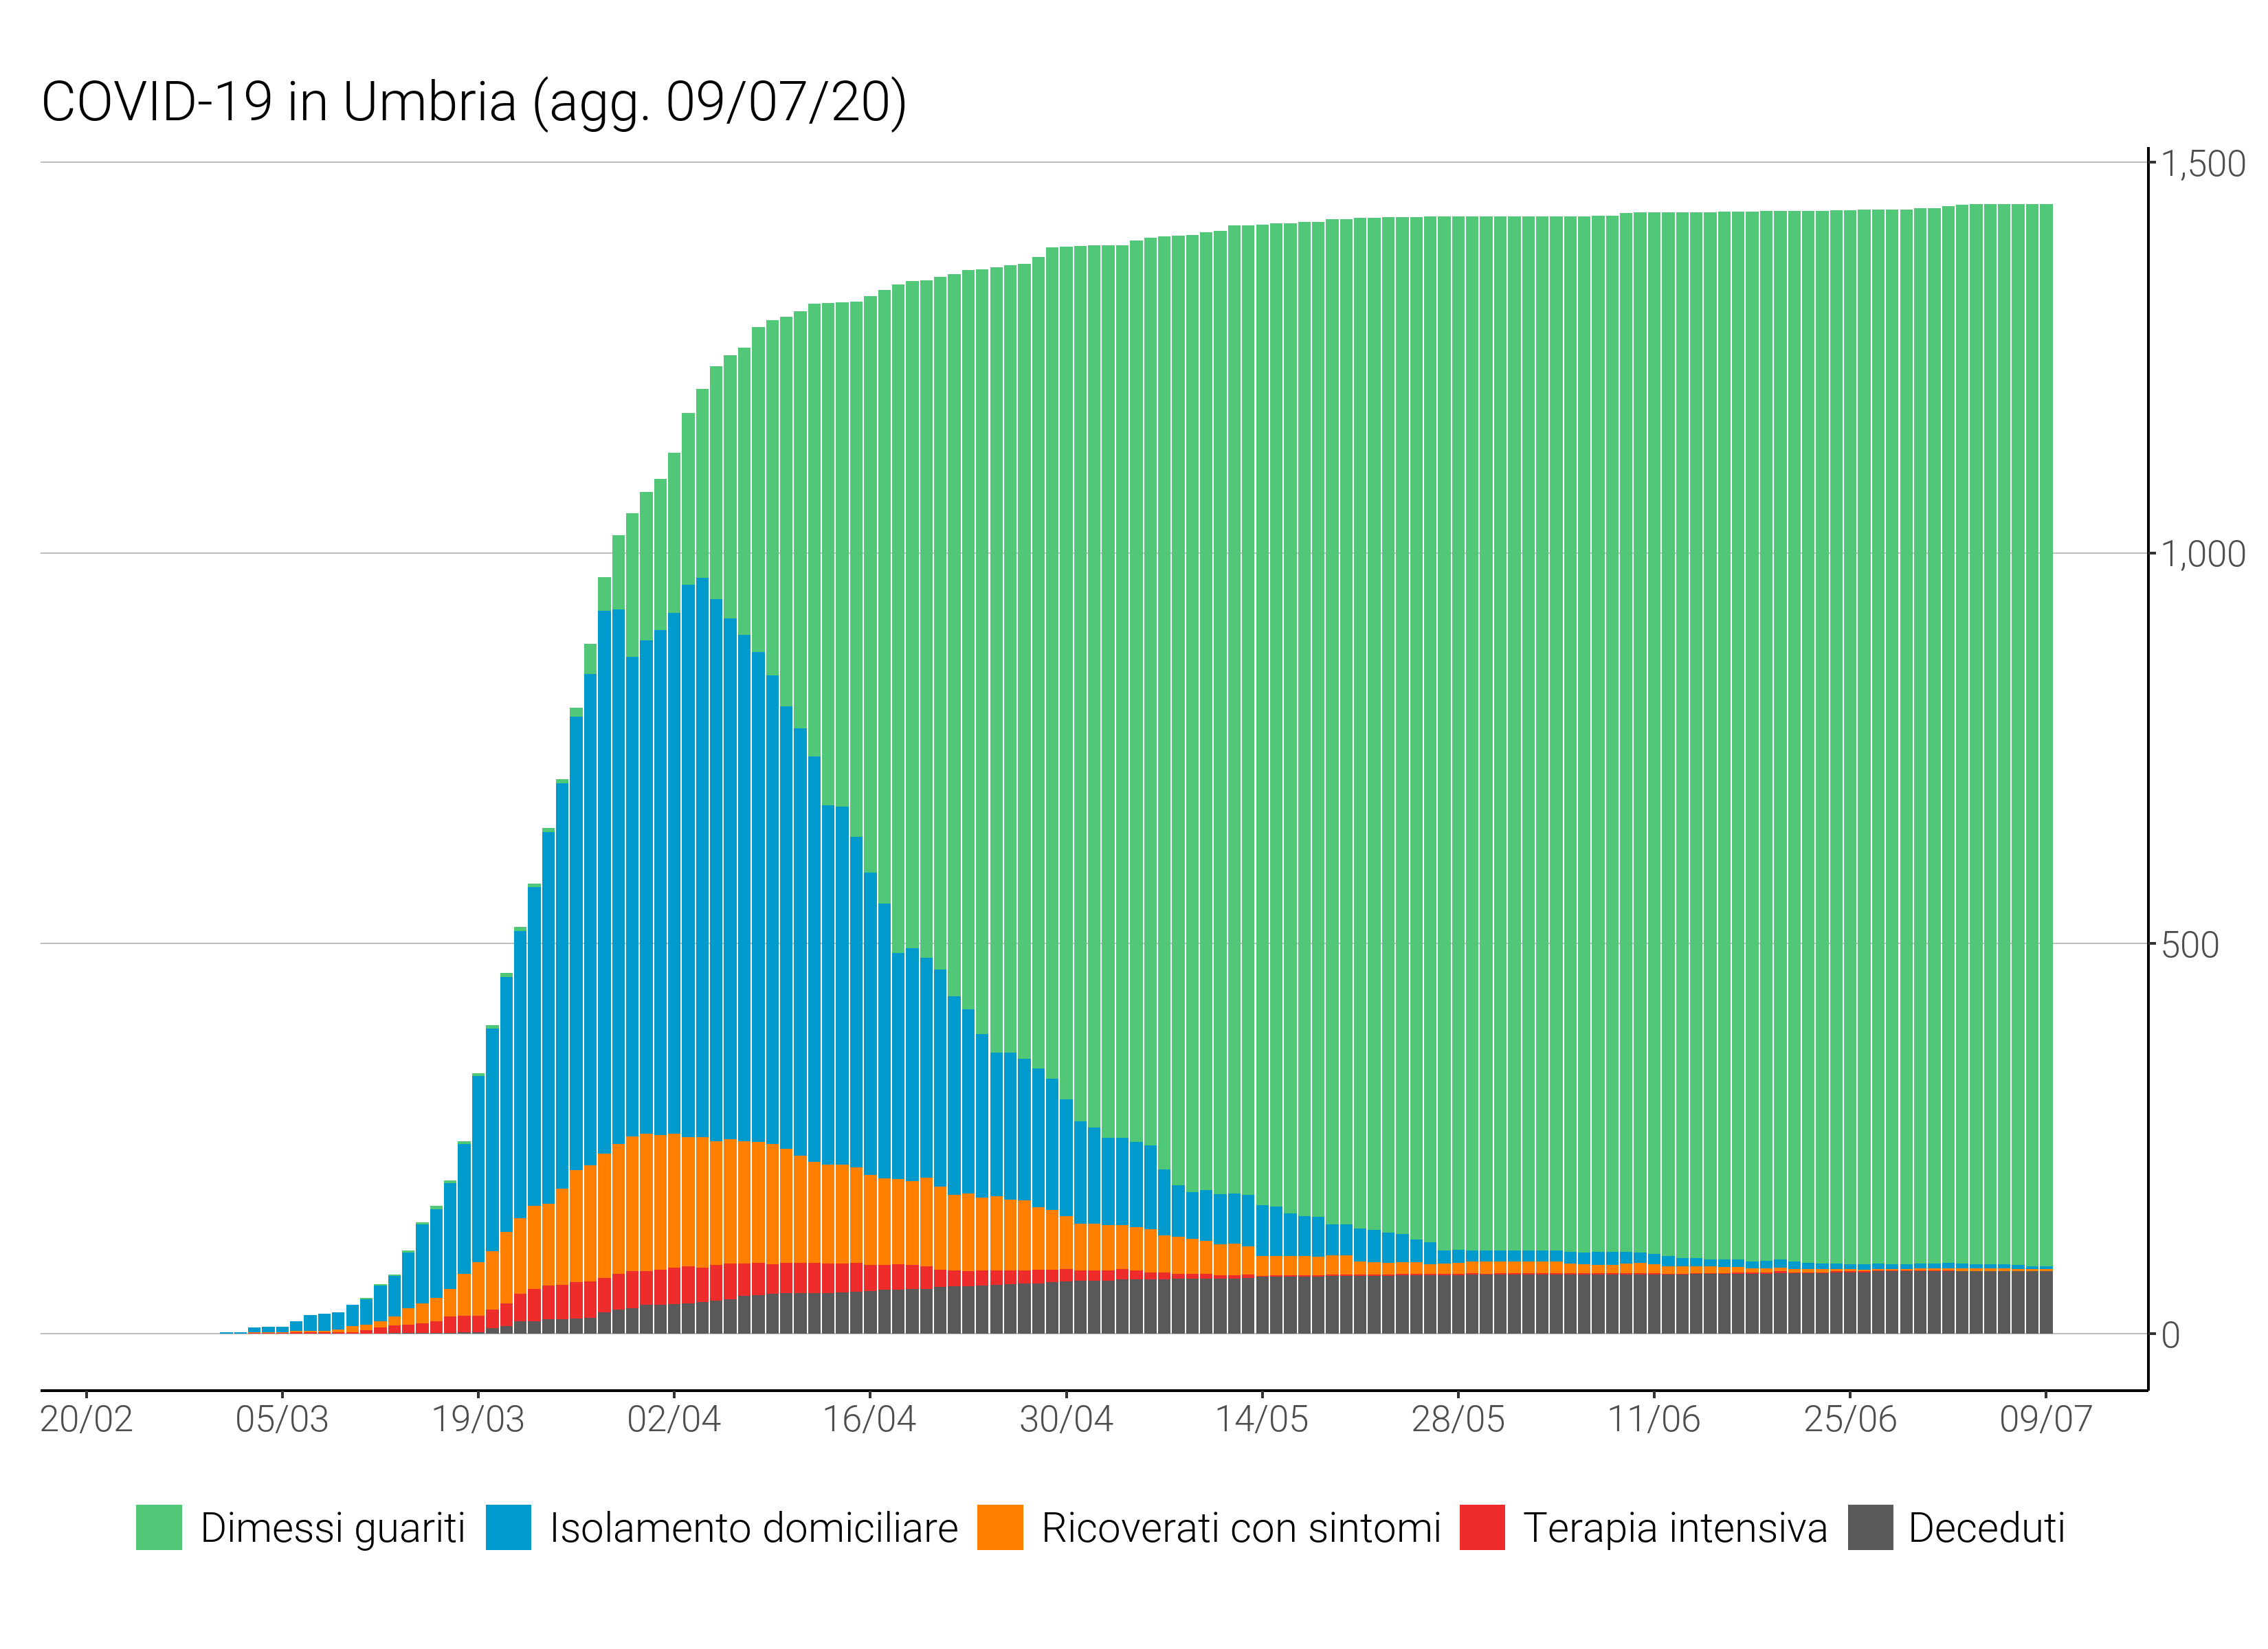 COVID-19 in Umbria (agg. 09/07/20)
1,500
1,000
500
0
20/02 05/03 19/03 02/04 16/04 30/04 14/05 28/05 11/06 25/06 09/07
Dimessi guariti Isolamento domiciliare Ricoverati con sintomi Terapia intensiva Deceduti